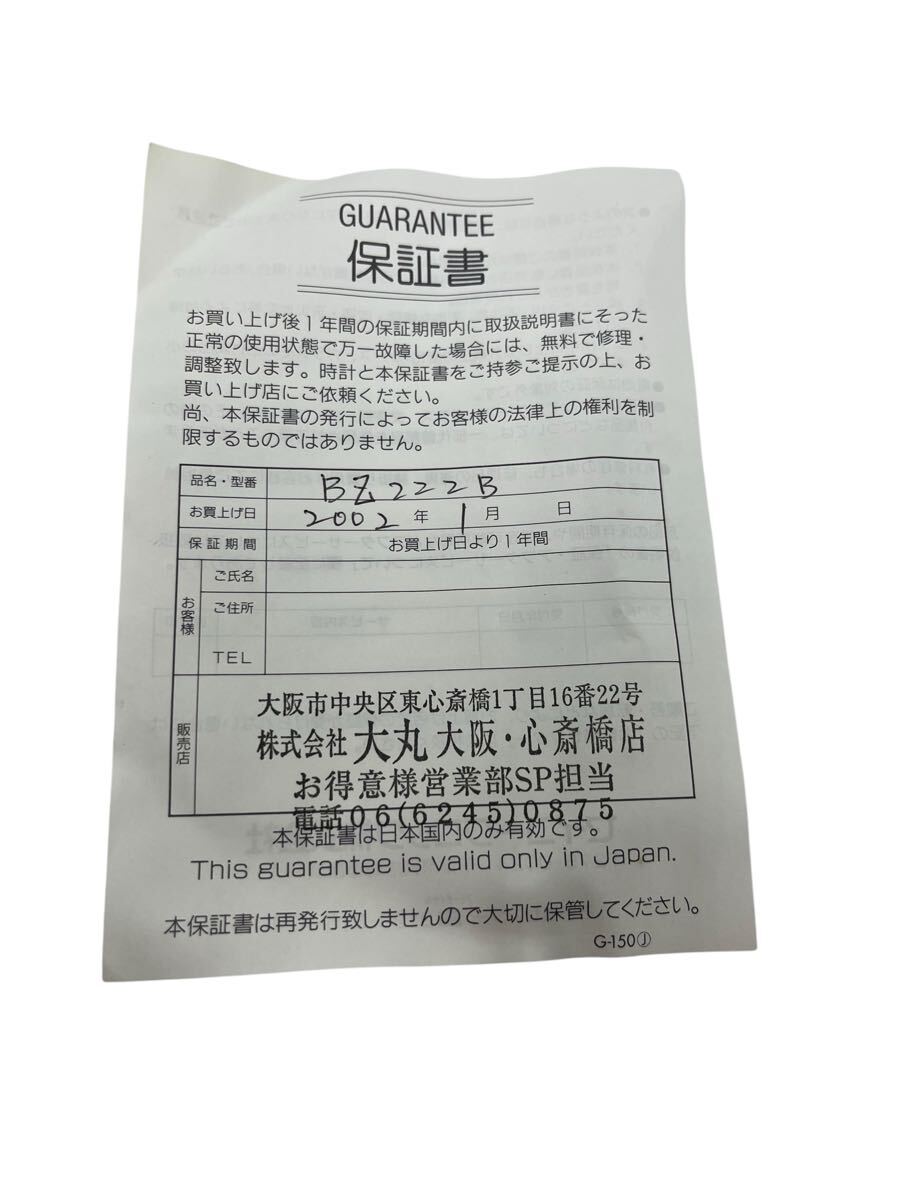 GUARANTEE
保証書
お買い上げ後1年間の保証期間内に取扱説明書にそった
正常の使用状態で万一故障した場合には、無料で修理・
調整致します。時計と本保証書をご持参ご提示の上、お
買い上げ店にご依頼ください。
尚、本保証書の発行によってお客様の法律上の権利を制
限するものではありません。
品名・型番 BZ222B
お買上げ日 2002 年 1 月 日
保証期間 お買上げ日より1年間
お客様
ご氏名
ご住所
TEL
販売店
大阪市中央区東心斎橋1丁目16番22号
株式会社 大丸 大阪・心斎橋店
お得意様営業部SP担当
電話06(6245)0875
本保証書は日本国内のみ有効です。
This guarantee is valid only in Japan.
本保証書は再発行致しませんので大切に保管してください。
G-150Ⓙ